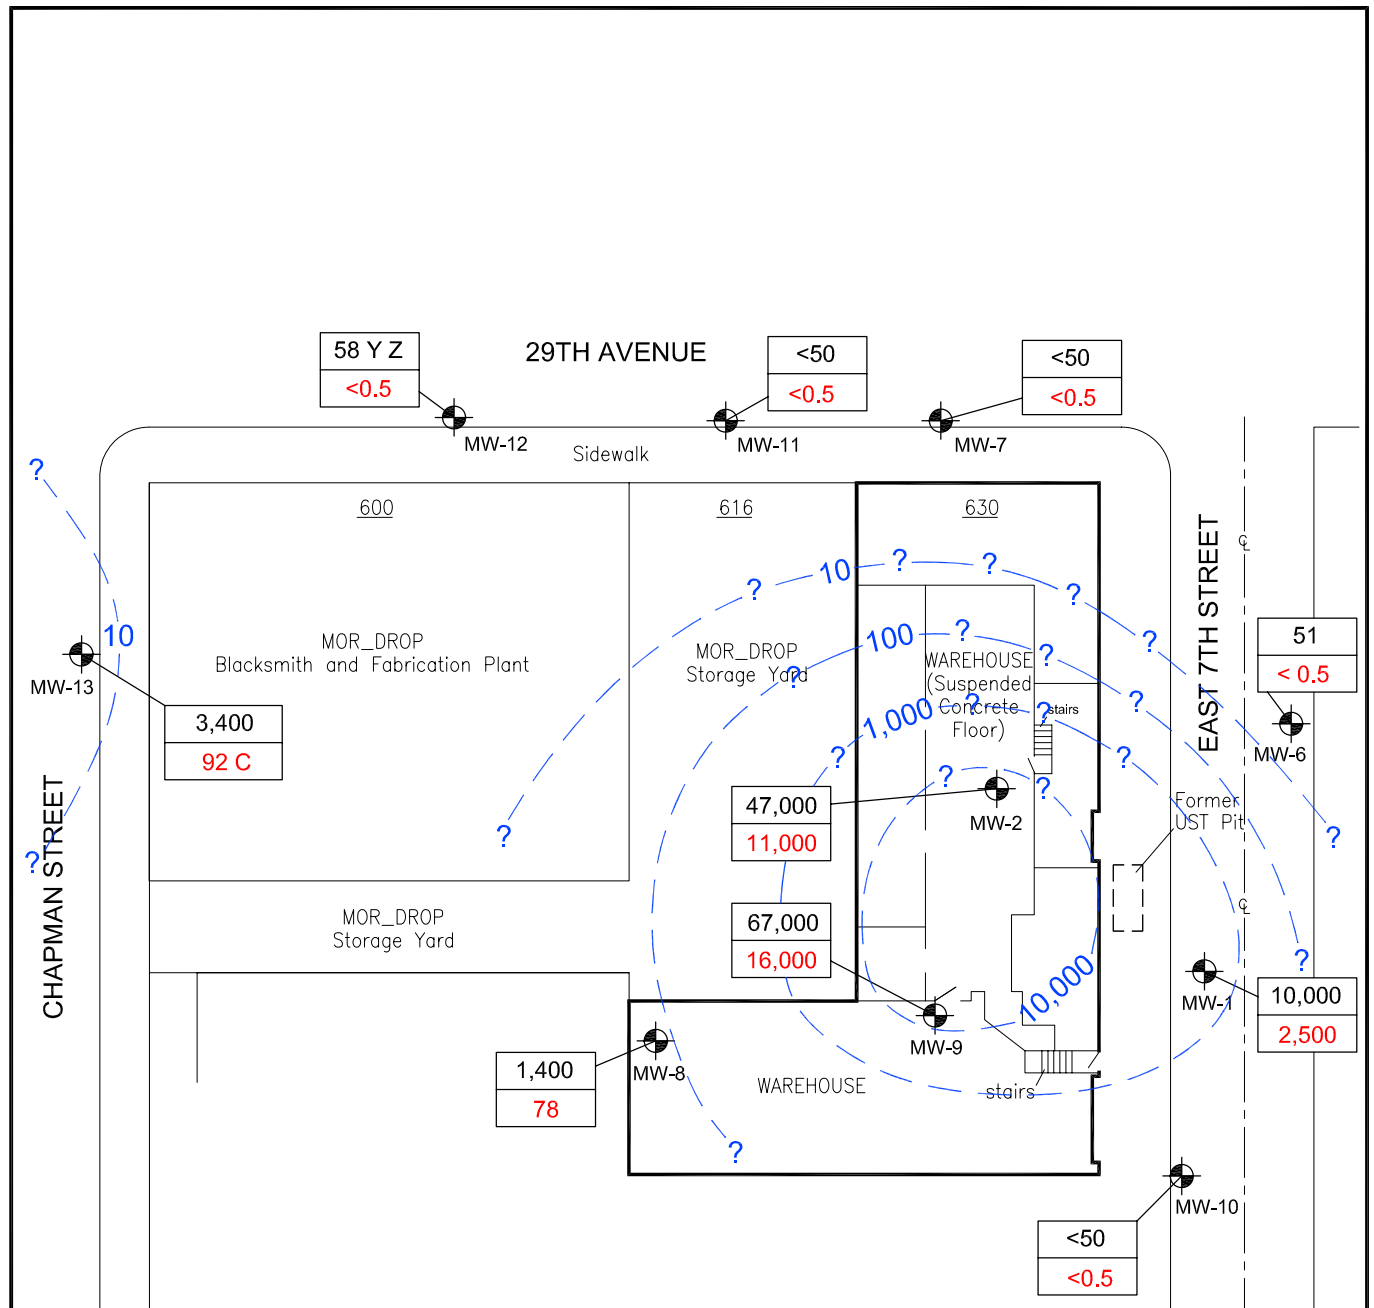 58 Y Z
<0.5
29TH AVENUE
<50
<0.5
<50
<0.5
MW-12
MW-11
MW-7
Sidewalk
?
600
616
630
EAST 7TH STREET
℄
?
?
10
?
?
?
10
100
?
?
?
MOR_DROP
Blacksmith and Fabrication Plant
MOR_DROP
Storage Yard
?
WAREHOUSE
(Suspended
Concrete
Floor)
51
< 0.5
MW-13
3,400
92 C
1,000
?
?
stairs
?
MW-6
?
?
?
47,000
11,000
MW-2
Former
UST Pit
?
?
?
CHAPMAN STREET
MOR_DROP
Storage Yard
67,000
16,000
℄
?
10,000
MW-1
10,000
2,500
MW-9
MW-8
1,400
78
WAREHOUSE
stairs
?
MW-10
<50
<0.5